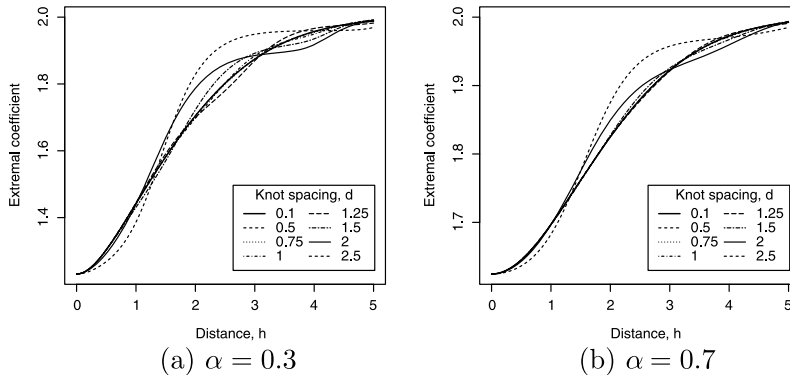 2.0
1.8
1.6
1.4
Extremal coefficient
Knot spacing, d
0.1 1.25
0.5 1.5
0.75 2
1 2.5
0 1 2 3 4 5
Distance, h
(a) α = 0.3
2.0
1.9
1.8
1.7
Extremal coefficient
Knot spacing, d
0.1 1.25
0.5 1.5
0.75 2
1 2.5
0 1 2 3 4 5
Distance, h
(b) α = 0.7